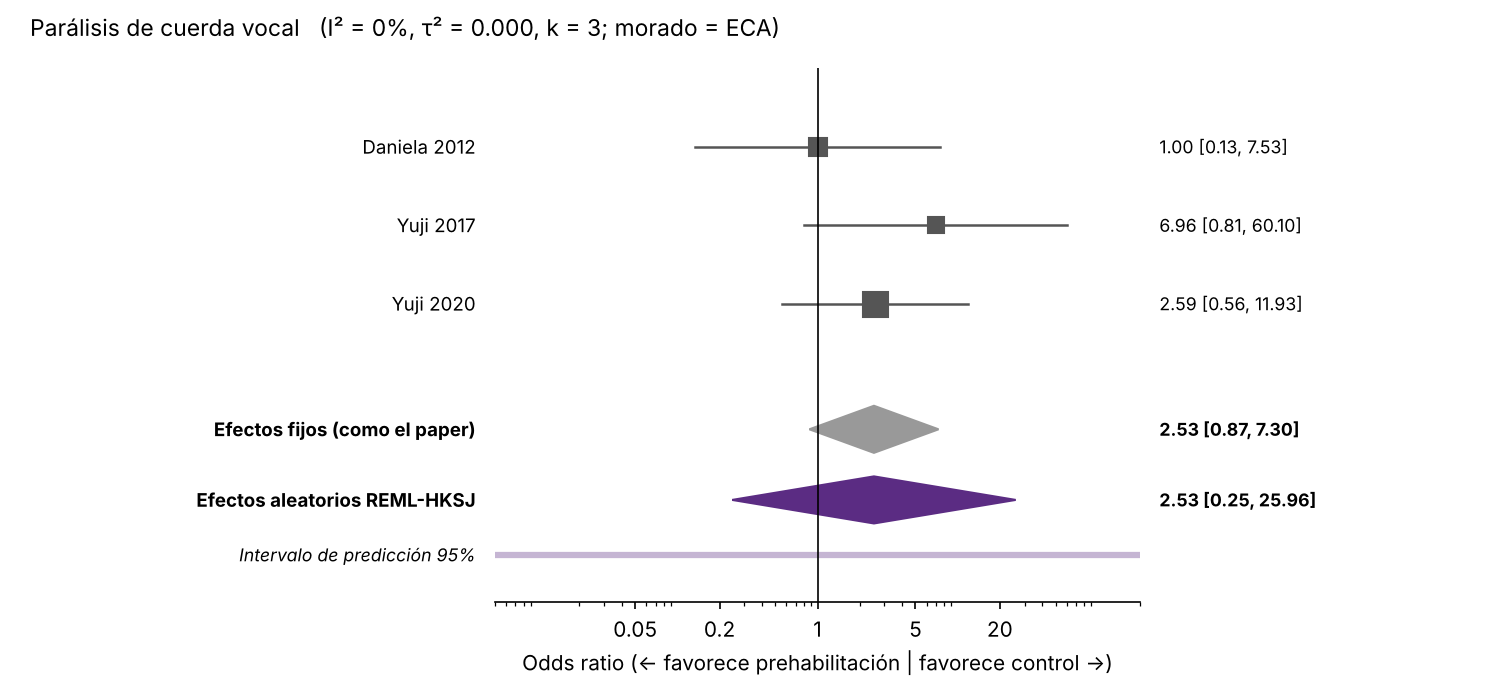 Parálisis de cuerda vocal (I² = 0%, τ² = 0.000, k = 3; morado = ECA)
Daniela 2012 1.00 [0.13, 7.53]
Yuji 2017 6.96 [0.81, 60.10]
Yuji 2020 2.59 [0.56, 11.93]
Efectos fijos (como el paper) 2.53 [0.87, 7.30]
Efectos aleatorios REML-HKSJ 2.53 [0.25, 25.96]
Intervalo de predicción 95%
0.05 0.2 1 5 20
Odds ratio (← favorece prehabilitación | favorece control →)